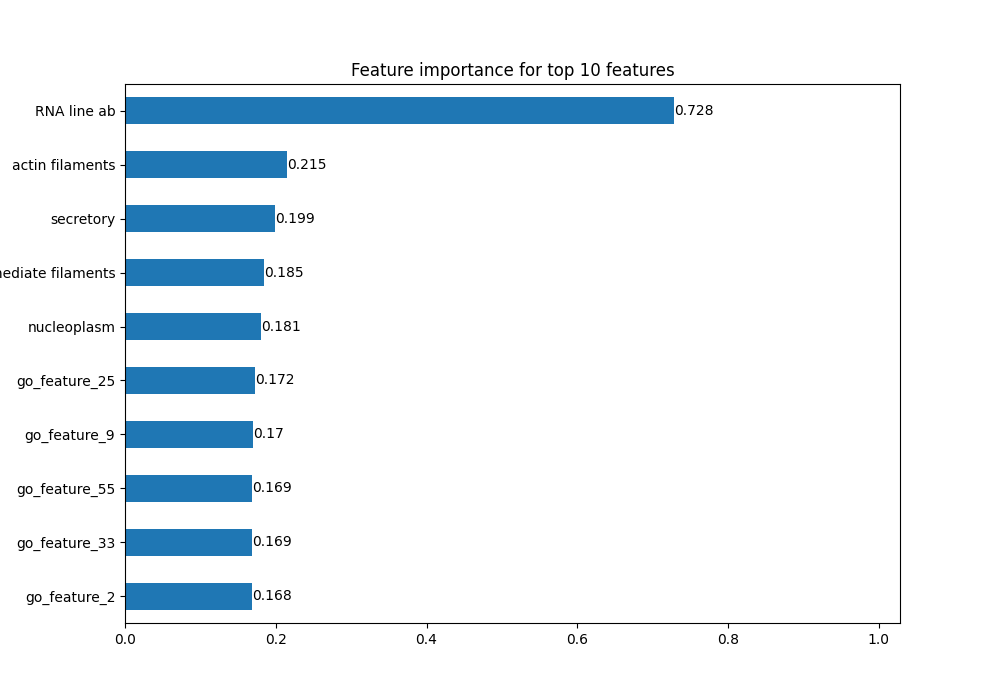 Feature importance for top 10 features
RNA line ab 0.728
actin filaments 0.215
secretory 0.199
filaments 0.185
nucleoplasm 0.181
go_feature_25 0.172
go_feature_9 0.17
go_feature_55 0.169
go_feature_33 0.169
go_feature_2 0.168
0.0 0.2 0.4 0.6 0.8 1.0